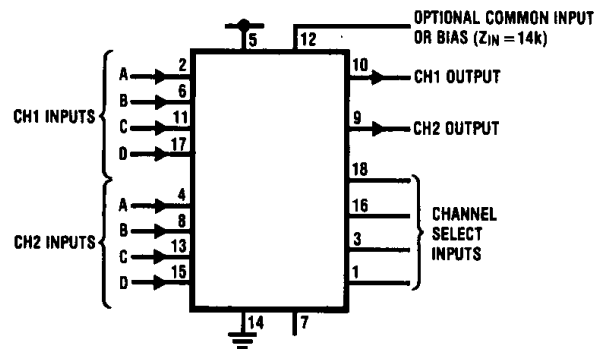 5
12
OPTIONAL COMMON INPUT
OR BIAS (ZIN = 14k)
CH1 INPUTS
A 2
B 6
C 11
D 17
10 CH1 OUTPUT
9 CH2 OUTPUT
CH2 INPUTS
A 4
B 8
C 13
D 15
18
16
3
1
CHANNEL
SELECT
INPUTS
14
7